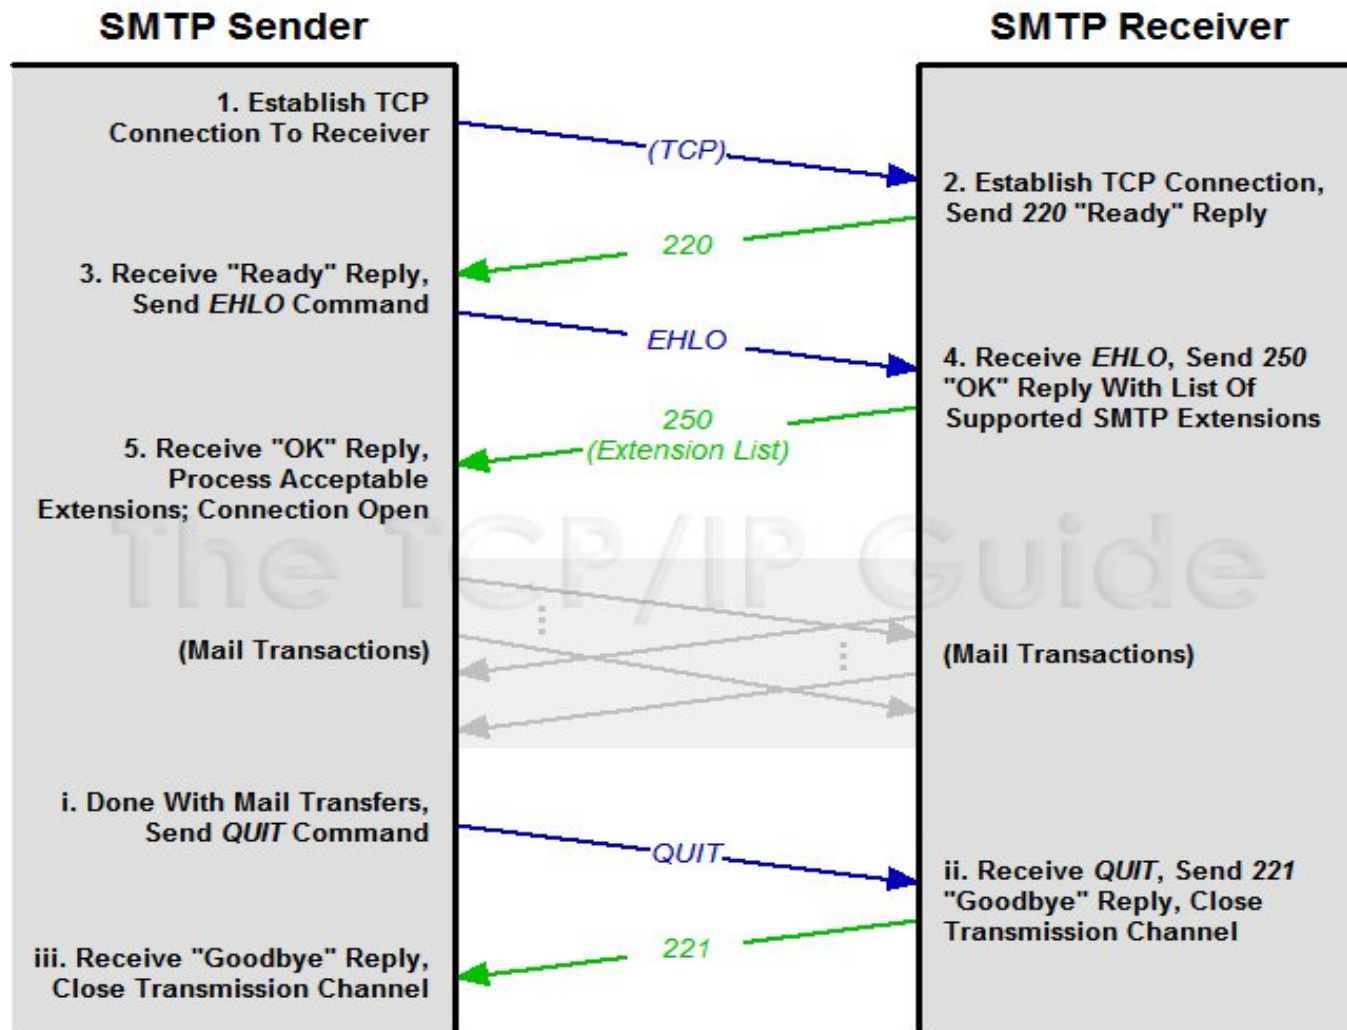 SMTP Sender
SMTP Receiver
1. Establish TCP
Connection To Receiver
(TCP)
2. Establish TCP Connection,
Send 220 "Ready" Reply
220
3. Receive "Ready" Reply,
Send EHLO Command
EHLO
4. Receive EHLO, Send 250
"OK" Reply With List Of
Supported SMTP Extensions
250
(Extension List)
5. Receive "OK" Reply,
Process Acceptable
Extensions; Connection Open
The TCP/IP Guide
(Mail Transactions)
(Mail Transactions)
i. Done With Mail Transfers,
Send QUIT Command
QUIT
ii. Receive QUIT, Send 221
"Goodbye" Reply, Close
Transmission Channel
221
iii. Receive "Goodbye" Reply,
Close Transmission Channel